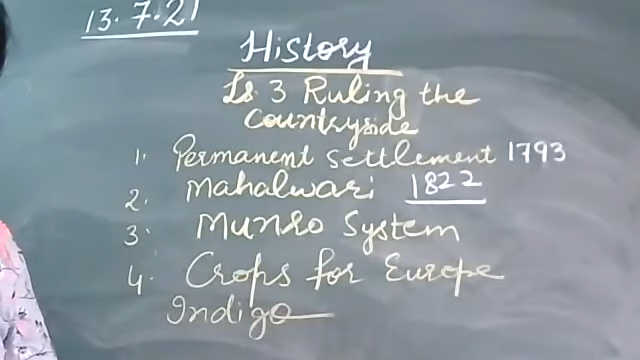 13.7.21
History
Ls 3 Ruling the
countryside
1. Permanent Settlement 1793
2. Mahalwari 1822
3. Munro System
4. Crops for Europe
Indigo